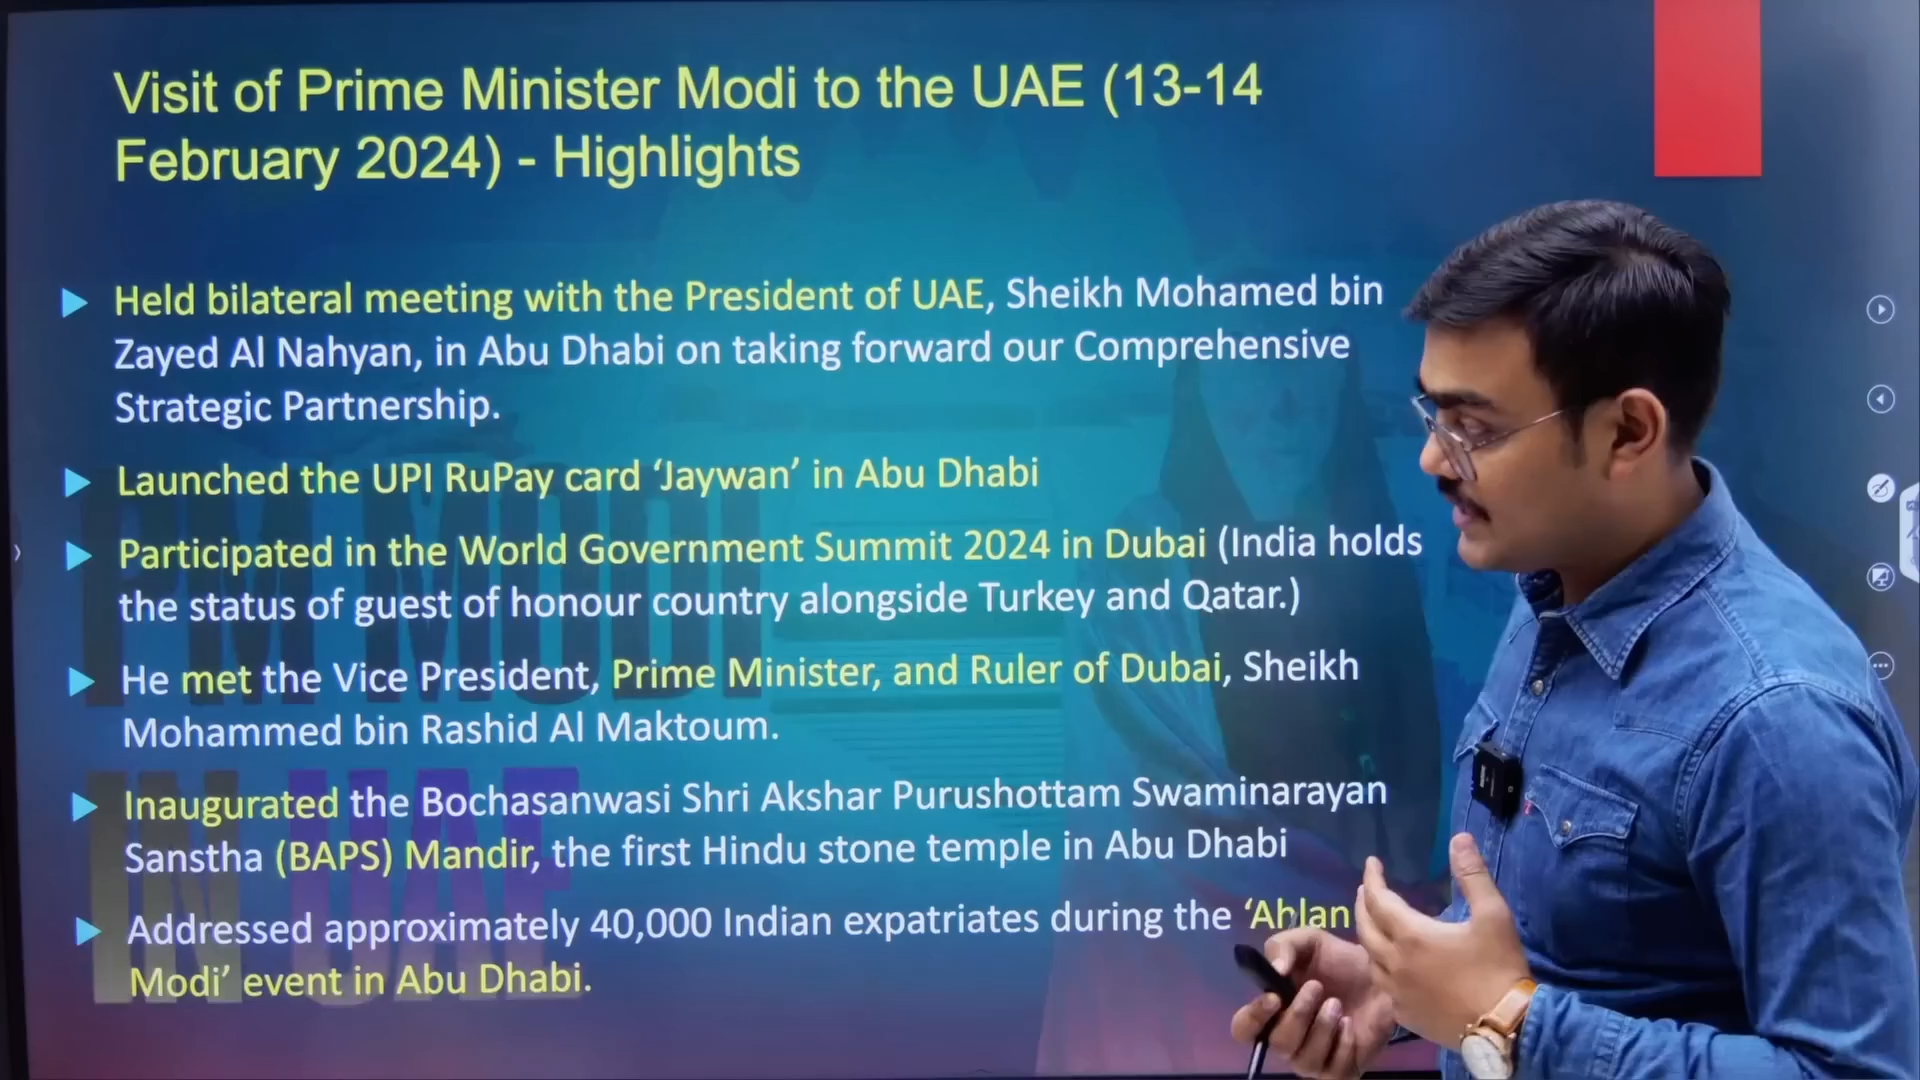 Visit of Prime Minister Modi to the UAE (13-14
February 2024) - Highlights
Held bilateral meeting with the President of UAE, Sheikh Mohamed bin
Zayed Al Nahyan, in Abu Dhabi on taking forward our Comprehensive
Strategic Partnership.
Launched the UPI RuPay card ‘Jaywan’ in Abu Dhabi
Participated in the World Government Summit 2024 in Dubai (India holds
the status of guest of honour country alongside Turkey and Qatar.)
He met the Vice President, Prime Minister, and Ruler of Dubai, Sheikh
Mohammed bin Rashid Al Maktoum.
Inaugurated the Bochasanwasi Shri Akshar Purushottam Swaminarayan
Sanstha (BAPS) Mandir, the first Hindu stone temple in Abu Dhabi
Addressed approximately 40,000 Indian expatriates during the ‘Ahlan
Modi’ event in Abu Dhabi.
PM MODI
IN UAE